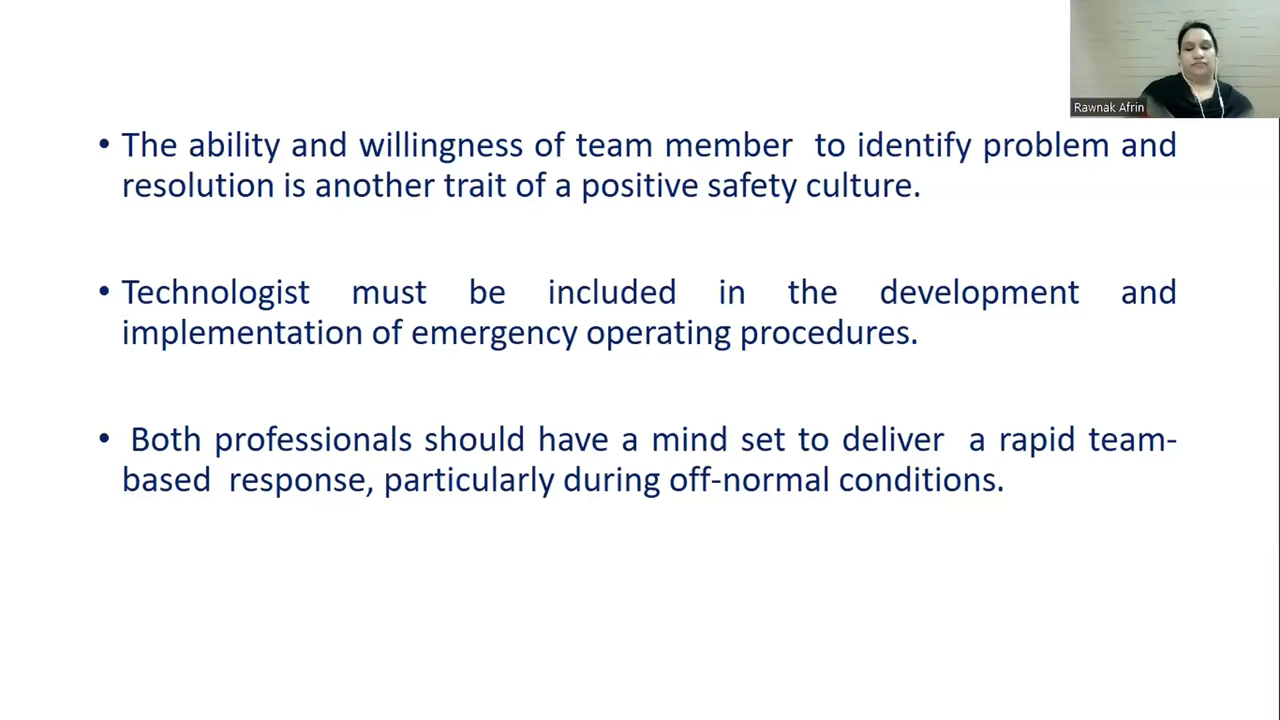 Rawnak Afrin
• The ability and willingness of team member to identify problem and
resolution is another trait of a positive safety culture.
• Technologist must be included in the development and
implementation of emergency operating procedures.
• Both professionals should have a mind set to deliver a rapid team-
based response, particularly during off-normal conditions.